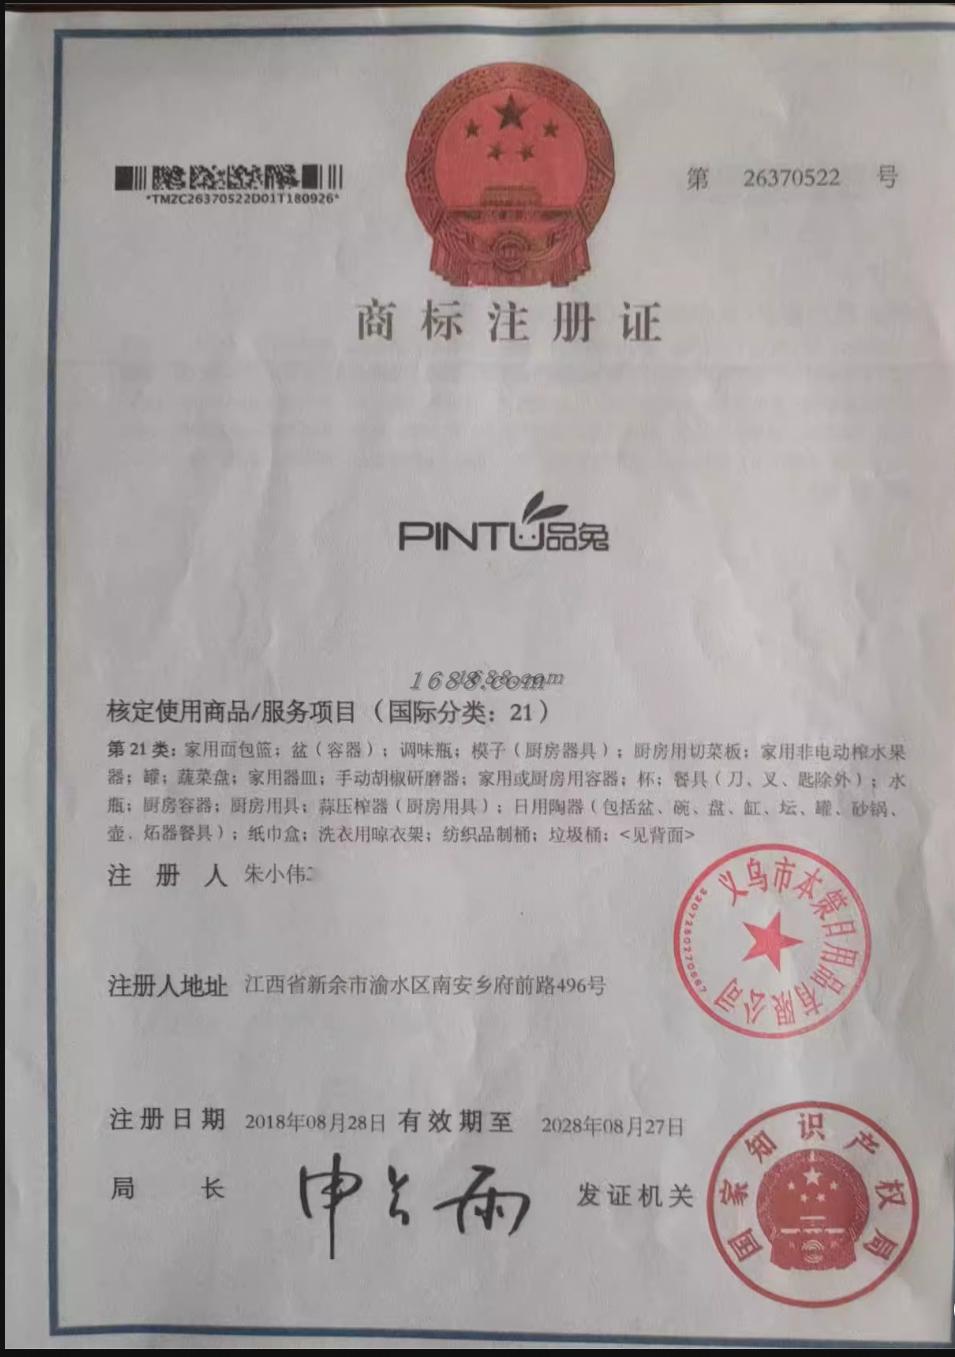 *TMZC26370522D01T180926*
第 26370522 号
商标注册证
PINTU品兔
1688.com
1688.com
核定使用商品/服务项目（国际分类：21）
第21类：家用面包篮；盆（容器）；调味瓶；模子（厨房器具）；厨房用切菜板；家用非电动榨水果
器；罐；蔬菜盘；家用器皿；手动胡椒研磨器；家用或厨房用容器；杯；餐具（刀、叉、匙除外）；水
瓶；厨房容器；厨房用具；蒜压榨器（厨房用具）；日用陶器（包括盆、碗、盘、缸、坛、罐、砂锅、
壶、炻器餐具）；纸巾盒；洗衣用晾衣架；纺织品制桶；垃圾桶；<见背面>
注册人 朱小伟
义乌市本策日用品有限公司
注册人地址 江西省新余市渝水区南安乡府前路496号
注册日期 2018年08月28日 有效期至 2028年08月27日
局长 申长雨 发证机关
国家知识产权局